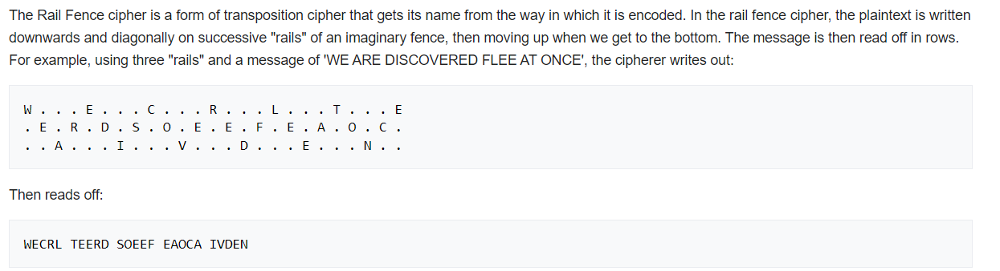 The Rail Fence cipher is a form of transposition cipher that gets its name from the way in which it is encoded. In the rail fence cipher, the plaintext is written
downwards and diagonally on successive "rails" of an imaginary fence, then moving up when we get to the bottom. The message is then read off in rows.
For example, using three "rails" and a message of 'WE ARE DISCOVERED FLEE AT ONCE', the cipherer writes out:
W . . . E . . . C . . . R . . . L . . . T . . . E
. E . R . D . S . O . E . E . F . E . A . O . C .
. . A . . . I . . . V . . . D . . . E . . . N . .
Then reads off:
WECRL TEERD SOEEF EAOCA IVDEN